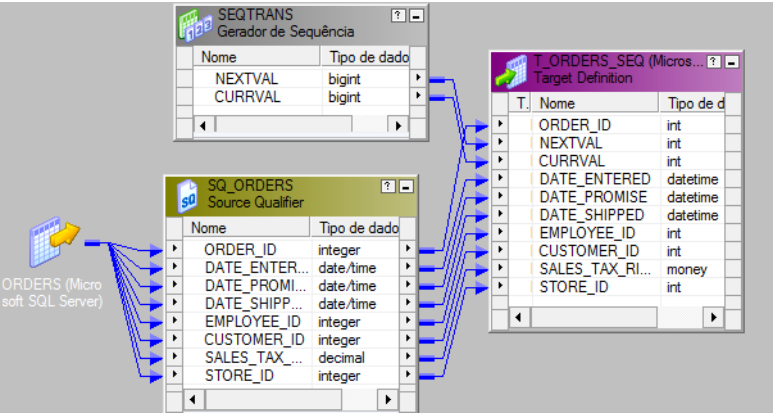 SEQTRANS
Gerador de Sequência
Nome Tipo de dado
NEXTVAL bigint
CURRVAL bigint
T_ORDERS_SEQ (Micros...
Target Definition
T. Nome Tipo de d
ORDER_ID int
NEXTVAL int
CURRVAL int
DATE_ENTERED datetime
DATE_PROMISE datetime
DATE_SHIPPED datetime
EMPLOYEE_ID int
CUSTOMER_ID int
SALES_TAX_RI... money
STORE_ID int
ORDERS (Micro
soft SQL Server)
SQ_ORDERS
Source Qualifier
Nome Tipo de dado
ORDER_ID integer
DATE_ENTER... date/time
DATE_PROMI... date/time
DATE_SHIPP... date/time
EMPLOYEE_ID integer
CUSTOMER_ID integer
SALES_TAX_... decimal
STORE_ID integer